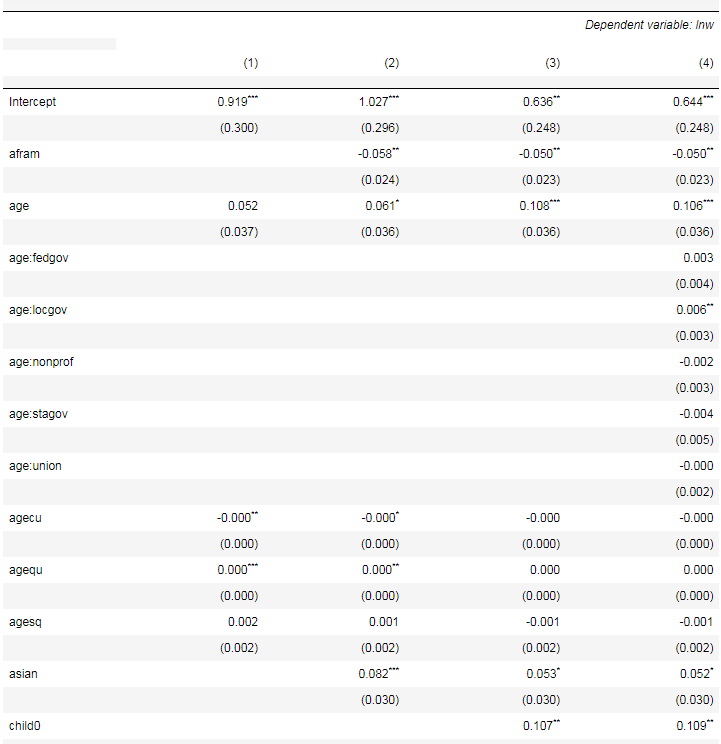 Dependent variable: lnw
(1) (2) (3) (4)
Intercept 0.919*** 1.027*** 0.636** 0.644***
(0.300) (0.296) (0.248) (0.248)
afram -0.058** -0.050** -0.050**
(0.024) (0.023) (0.023)
age 0.052 0.061* 0.108*** 0.106***
(0.037) (0.036) (0.036) (0.036)
age:fedgov 0.003
(0.004)
age:locgov 0.006**
(0.003)
age:nonprof -0.002
(0.003)
age:stagov -0.004
(0.005)
age:union -0.000
(0.002)
agecu -0.000** -0.000* -0.000 -0.000
(0.000) (0.000) (0.000) (0.000)
agequ 0.000*** 0.000** 0.000 0.000
(0.000) (0.000) (0.000) (0.000)
agesq 0.002 0.001 -0.001 -0.001
(0.002) (0.002) (0.002) (0.002)
asian 0.082*** 0.053* 0.052*
(0.030) (0.030) (0.030)
child0 0.107** 0.109**